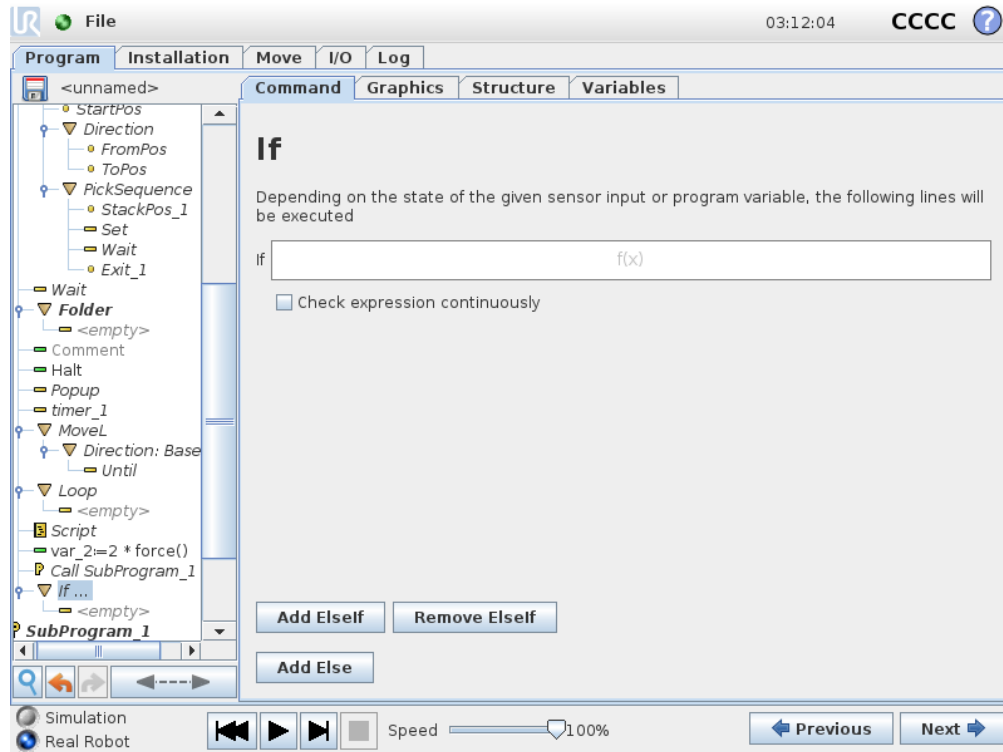 UR File 03:12:04 CCCC ?
Program Installation Move I/O Log
<unnamed>
Command Graphics Structure Variables
StartPos
Direction
FromPos
ToPos
PickSequence
StackPos_1
Set
Wait
Exit_1
Wait
Folder
<empty>
Comment
Halt
Popup
timer_1
MoveL
Direction: Base
Until
Loop
<empty>
Script
var_2:=2 * force()
P Call SubProgram_1
If ...
<empty>
P SubProgram_1
If
Depending on the state of the given sensor input or program variable, the following lines will
be executed
If f(x)
Check expression continuously
Add ElseIf Remove ElseIf
Add Else
Simulation
Real Robot
Speed 100%
Previous Next